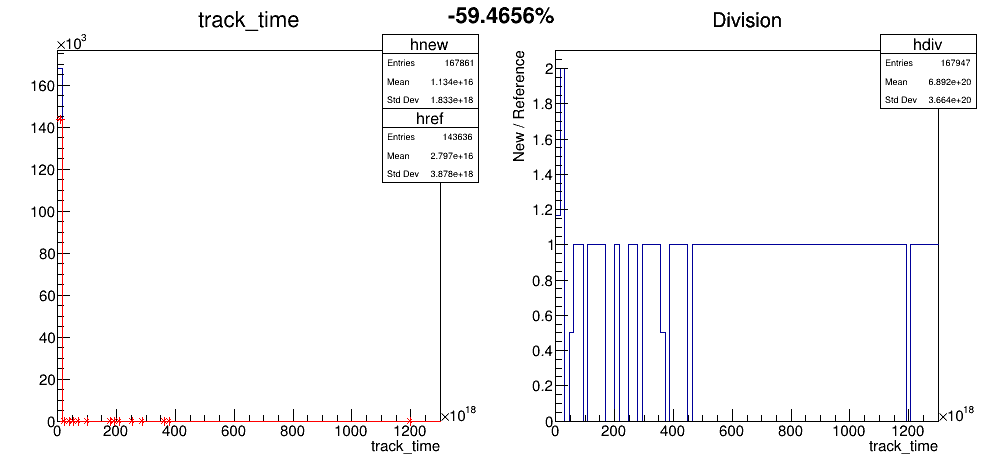 -59.4656%
track_time
×10³
hnew
Entries 167861
Mean 1.134e+16
Std Dev 1.833e+18
href
Entries 143636
Mean 2.797e+16
Std Dev 3.878e+18
160
140
120
100
80
60
40
20
0
0 200 400 600 800 1000 1200 ×10¹⁸
track_time
Division
hdiv
Entries 167947
Mean 6.892e+20
Std Dev 3.664e+20
New / Reference
2
1.8
1.6
1.4
1.2
1
0.8
0.6
0.4
0.2
0
0 200 400 600 800 1000 1200 ×10¹⁸
track_time